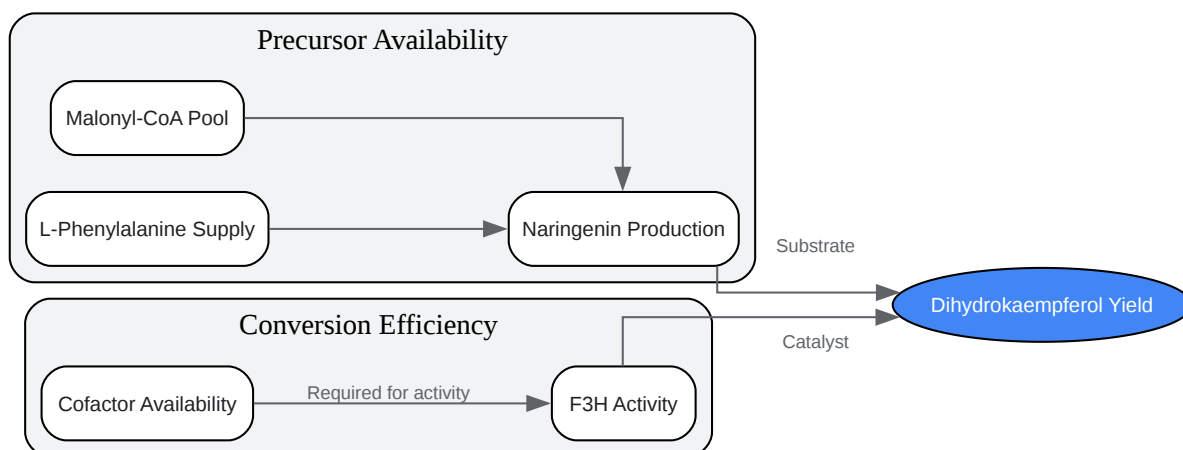 Precursor Availability
Malonyl-CoA Pool
L-Phenylalanine Supply
Naringenin Production
Substrate
Dihydrokaempferol Yield
Conversion Efficiency
Catalyst
Cofactor Availability
Required for activity
F3H Activity